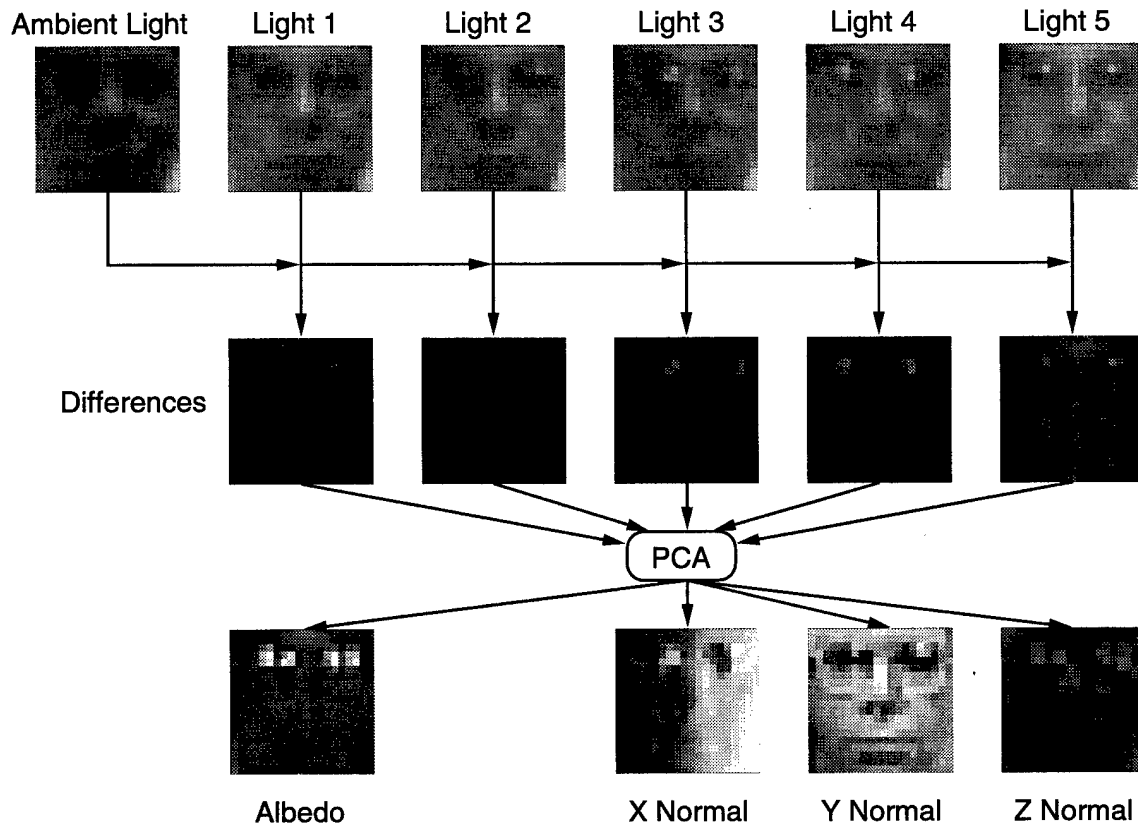 Ambient Light
Light 1
Light 2
Light 3
Light 4
Light 5
Differences
PCA
Albedo
X Normal
Y Normal
Z Normal